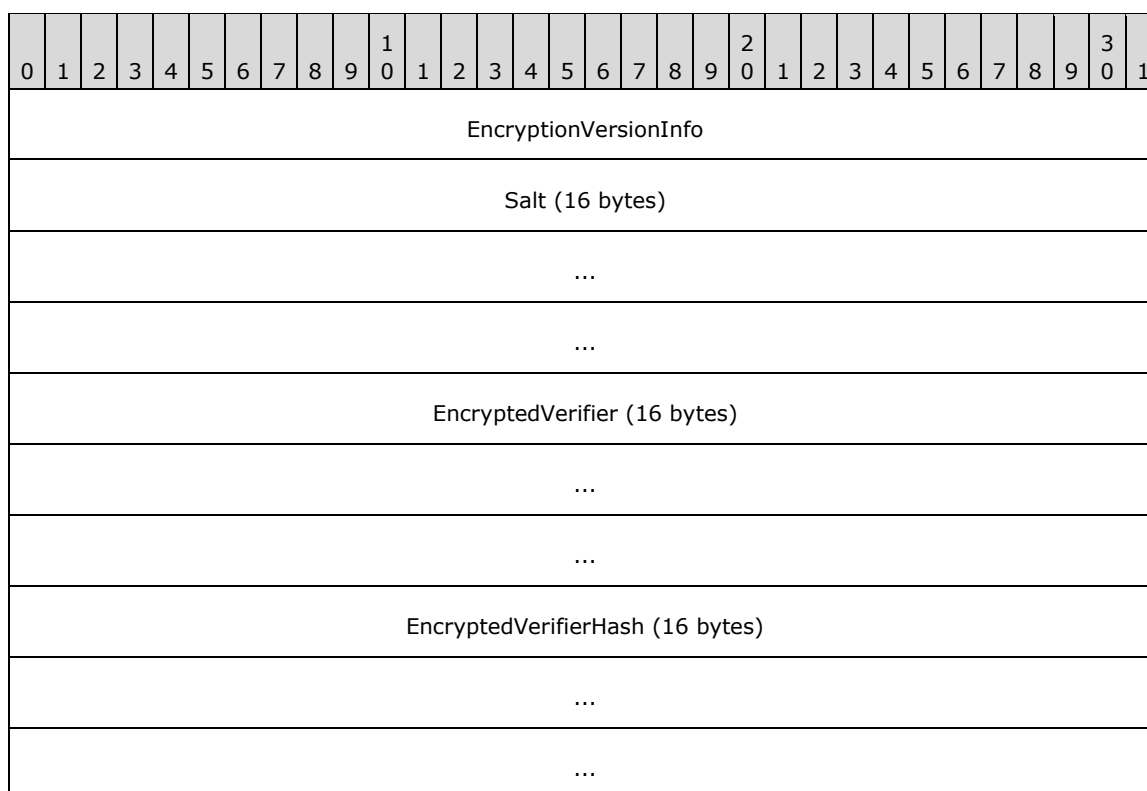 1 2 3
0 1 2 3 4 5 6 7 8 9 0 1 2 3 4 5 6 7 8 9 0 1 2 3 4 5 6 7 8 9 0 1
EncryptionVersionInfo
Salt (16 bytes)
...
...
EncryptedVerifier (16 bytes)
...
...
EncryptedVerifierHash (16 bytes)
...
...